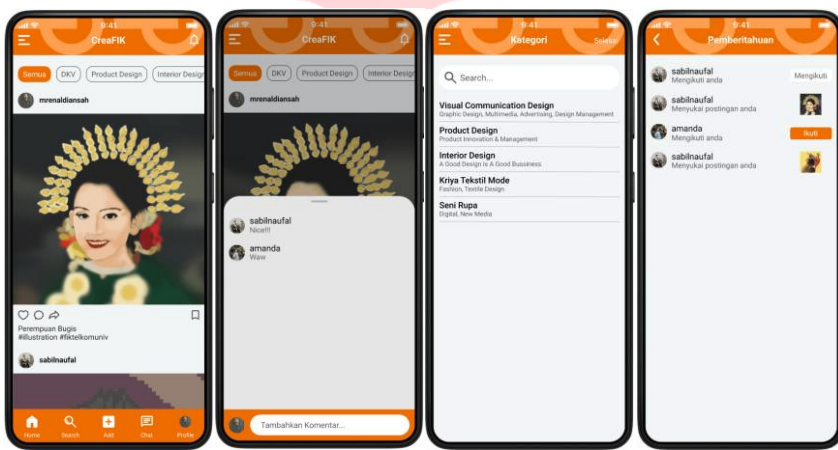 9:41
CreaFIK
Semua
DKV
Product Design
Interior Design
mrenaldiansah
Perempuan Bugis
#illustration #fiktelkomuniv
sabilnaufal
Home
Search
Add
Chat
Profile
9:41
CreaFIK
Semua
DKV
Product Design
Interior Design
mrenaldiansah
sabilnaufal
Nice!!!
amanda
Waw
Tambahkan Komentar...
9:41
Kategori
Selesai
Search...
Visual Communication Design
Graphic Design, Multimedia, Advertising, Design Management
Product Design
Product Innovation & Management
Interior Design
A Good Design is A Good Bussiness
Kriya Tekstil Mode
Fashion, Textile Design
Seni Rupa
Digital, New Media
9:41
Pemberitahuan
sabilnaufal
Mengikuti anda
Mengikuti
sabilnaufal
Menyukai postingan anda
amanda
Mengikuti anda
Ikuti
sabilnaufal
Menyukai postingan anda